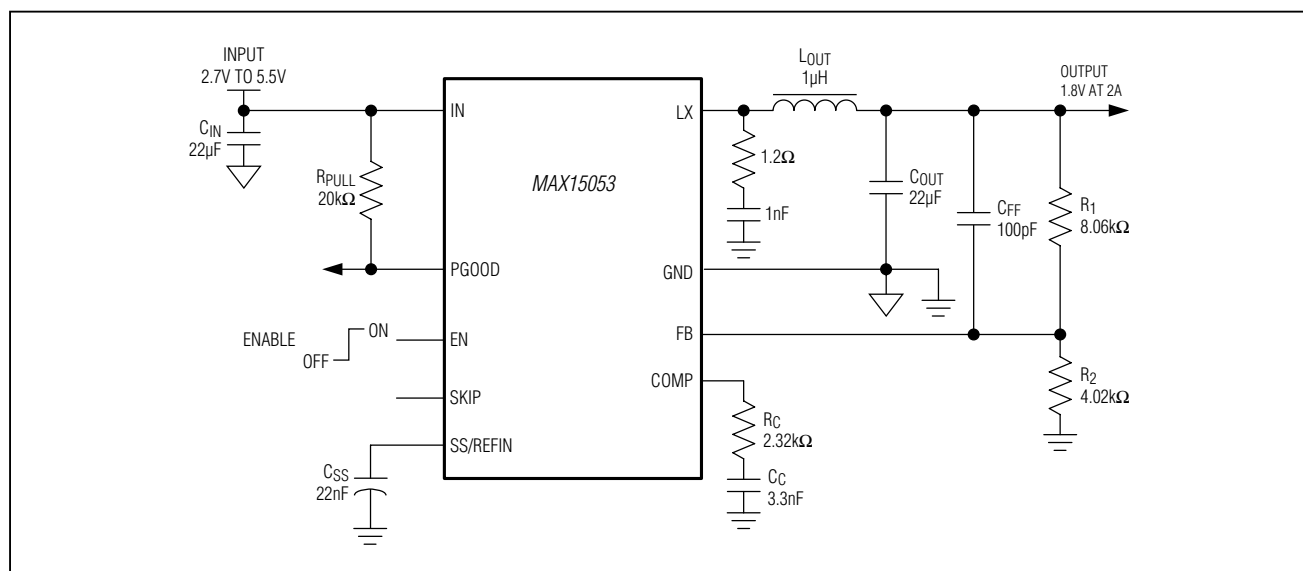 INPUT
2.7V TO 5.5V
CIN
22µF
RPULL
20kΩ
IN
PGOOD
ENABLE
OFF
ON
EN
SKIP
SS/REFIN
CSS
22nF
MAX15053
LX
GND
FB
COMP
LOUT
1µH
1.2Ω
1nF
COUT
22µF
CFF
100pF
R1
8.06kΩ
OUTPUT
1.8V AT 2A
RC
2.32kΩ
CC
3.3nF
R2
4.02kΩ